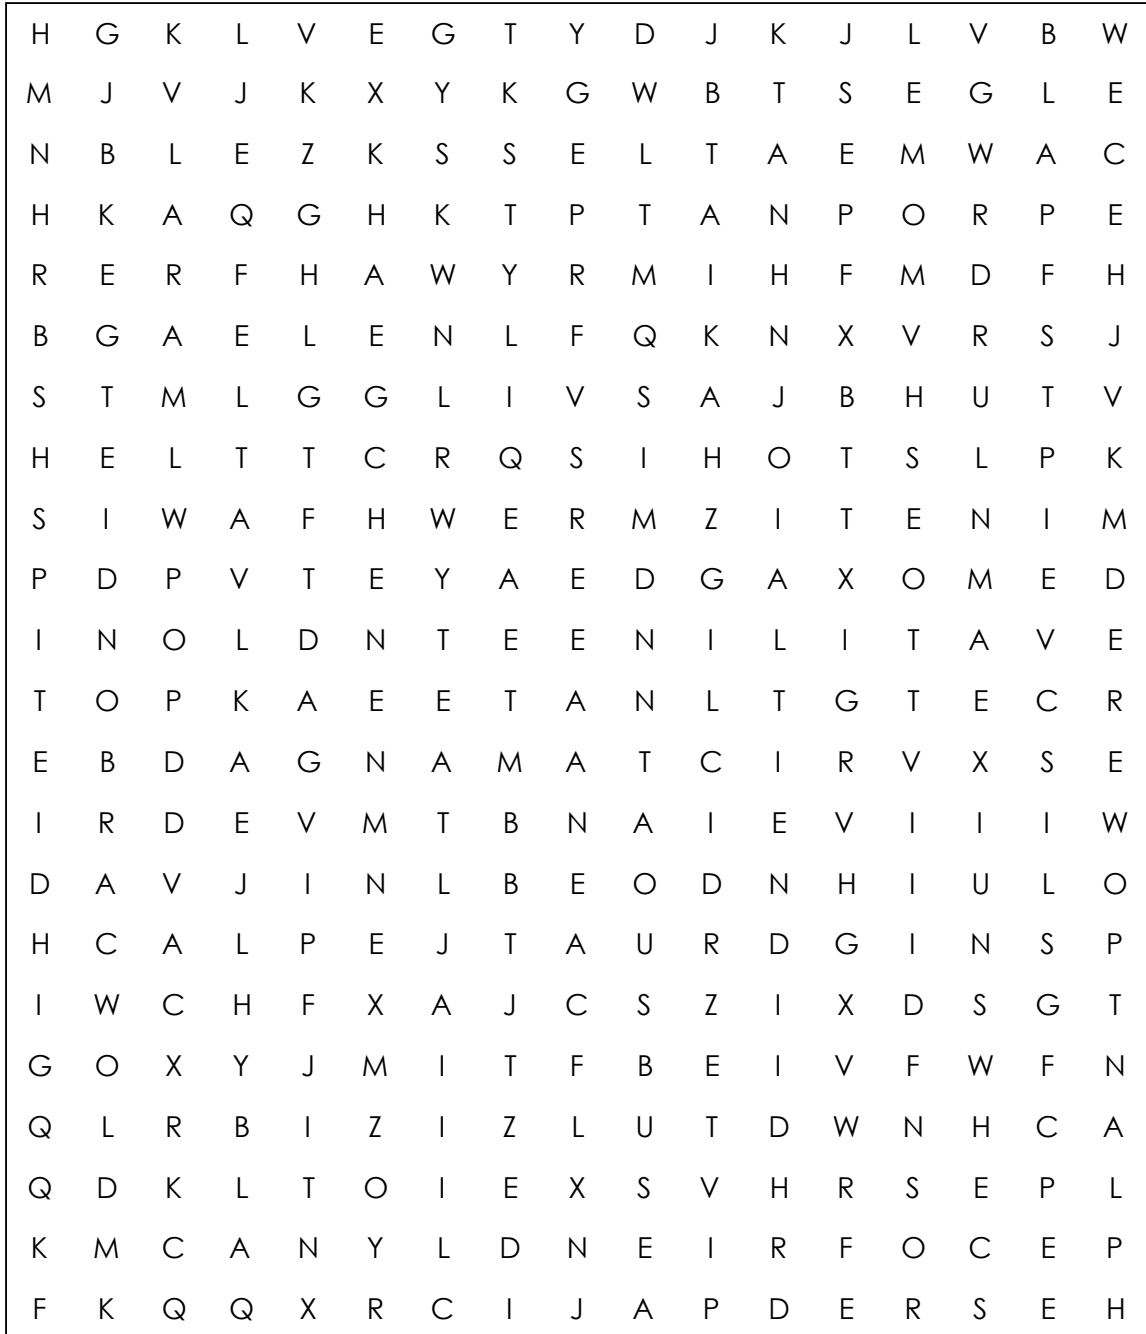 H G K L V E G T Y D J K J L V B W
M J V J K X Y K G W B T S E G L E
N B L E Z K S S E L T A E M W A C
H K A Q G H K T P T A N P O R P E
R E R F H A W Y R M I H F M D F H
B G A E L E N L F Q K N X V R S J
S T M L G G L I V S A J B H U T V
H E L T T C R Q S I H O T S L P K
S I W A F H W E R M Z I T E N I M
P D P V T E Y A E D G A X O M E D
I N O L D N T E E N I L I T A V E
T O P K A E E T A N L T G T E C R
E B D A G N A M A T C I R V X S E
I R D E V M T B N A I E V I I I W
D A V J I N L B E O D N H I U L O
H C A L P E J T A U R D G I N S P
I W C H F X A J C S Z I X D S G T
G O X Y J M I T F B E I V F W F N
Q L R B I Z I Z L U T D W N H C A
Q D K L T O I E X S V H R S E P L
K M C A N Y L D N E I R F O C E P
F K Q Q X R C I J A P D E R S E H